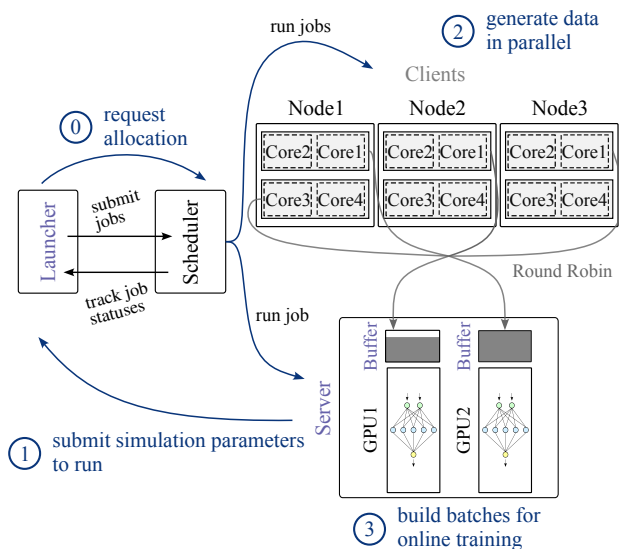 run jobs
2 generate data
in parallel
Clients
0 request
allocation
Node1 Node2 Node3
Core2 Core1 Core2 Core1 Core2 Core1
Core3 Core4 Core3 Core4 Core3 Core4
Launcher
submit
jobs
Scheduler
track job
statuses
Round Robin
run job
Buffer
Buffer
Server
GPU1
GPU2
1 submit simulation parameters
to run
3 build batches for
online training